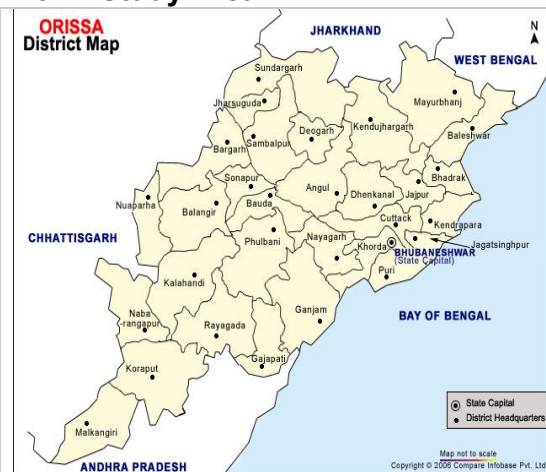 ORISSA
District Map
JHARKHAND
N
WEST BENGAL
Sundargarh
Jharsuguda
Mayurbhanj
Kendujhargarh
Baleshwar
Deogarh
Sambalpur
Bargarh
Bhadrak
Sonapur
Angul
Dhenkanal
Jajpur
Nuaparha
Balangir
Bauda
Cuttack
Kendrapara
Phulbani
Nayagarh
Khorda
Jagatsinghpur
CHHATTISGARH
BHUBANESHWAR
(State Capital)
Puri
Kalahandi
Ganjam
BAY OF BENGAL
Naba
-rangapur
Rayagada
Gajapati
Koraput
Malkangiri
State Capital
District Headquarters
Map not to scale
Copyright © 2006 Compare Infobase Pvt. Ltd
ANDHRA PRADESH